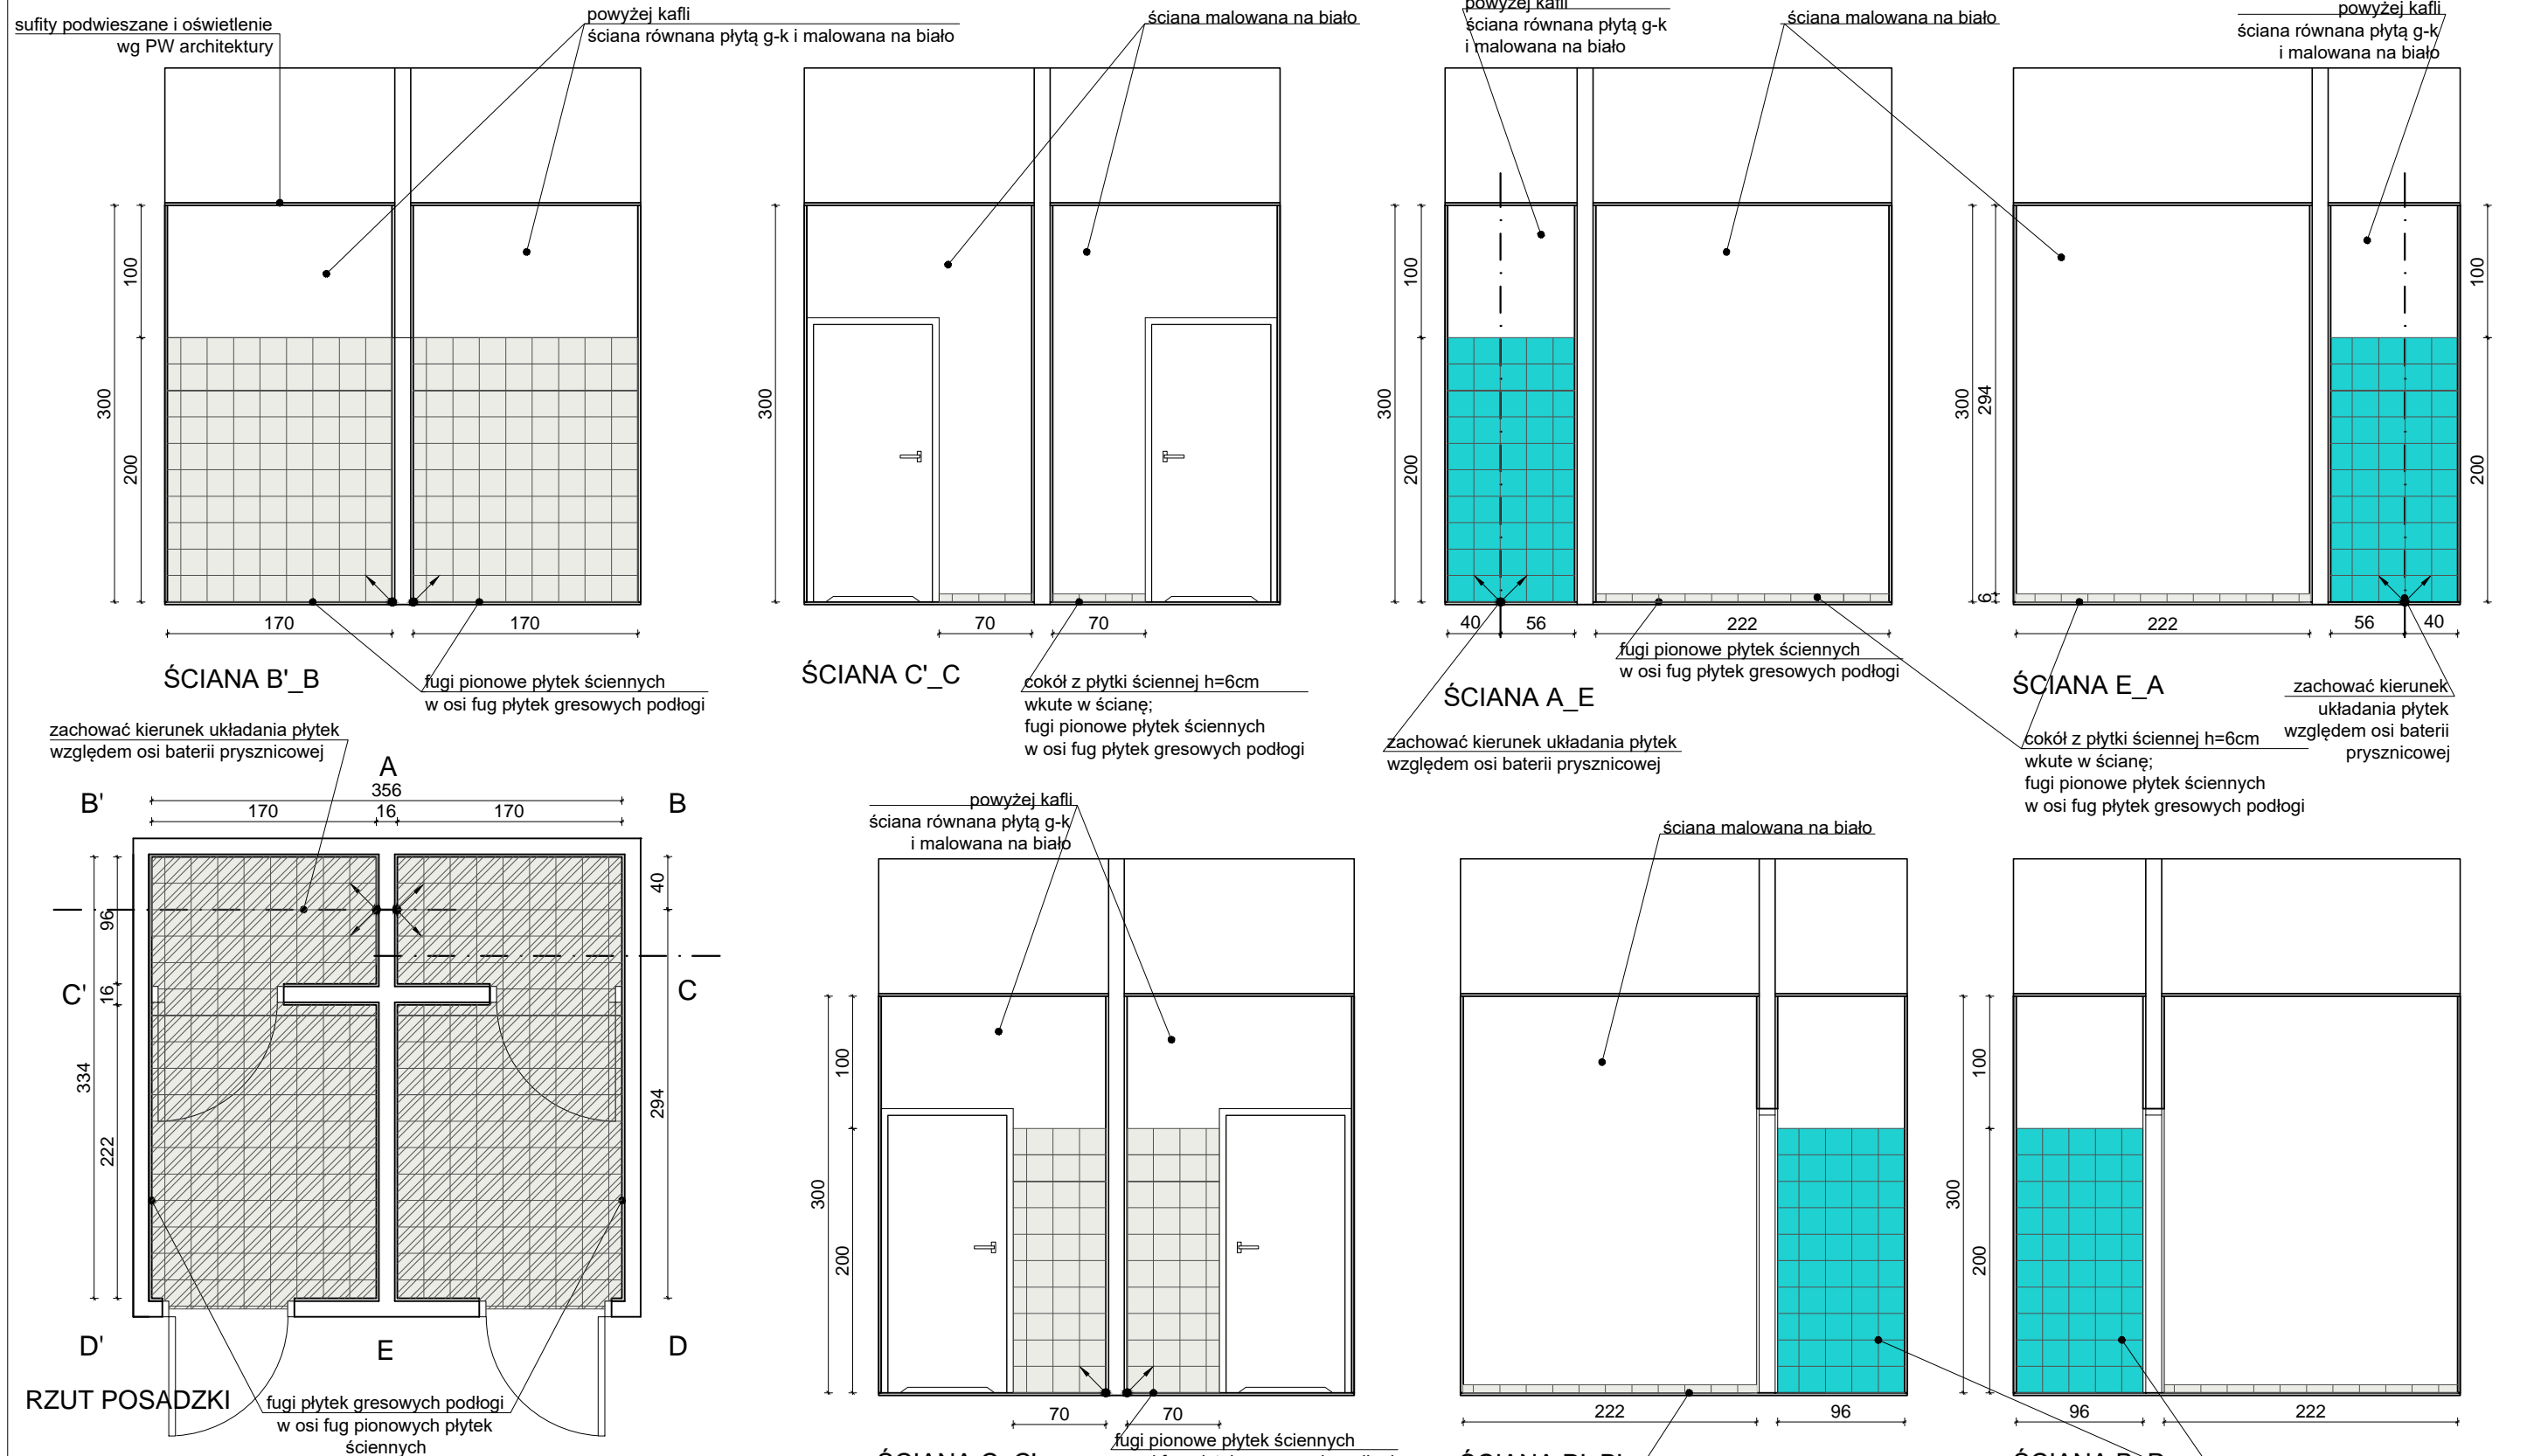 sufity podwieszane i oświetlenie
wg PW architektury
powyżej kafli
ściana równana płytą g-k i malowana na biało
300
100
200
170
170
ŚCIANA B'_B
fugi pionowe płytek ściennych
w osi fug płytek gresowych podłogi
ściana malowana na biało
300
70
70
ŚCIANA C'_C
cokół z płytki ściennej h=6cm
wkute w ścianę;
fugi pionowe płytek ściennych
w osi fug płytek gresowych podłogi
powyżej kafli
ściana równana płytą g-k
i malowana na biało
ściana malowana na biało
300
100
200
40
56
222
fugi pionowe płytek ściennych
w osi fug płytek gresowych podłogi
ŚCIANA A_E
zachować kierunek układania płytek
względem osi baterii prysznicowej
powyżej kafli
ściana równana płytą g-k
i malowana na biało
300
294
6
100
200
222
56
40
ŚCIANA E_A
zachować kierunek
układania płytek
względem osi baterii
prysznicowej
cokół z płytki ściennej h=6cm
wkute w ścianę;
fugi pionowe płytek ściennych
w osi fug płytek gresowych podłogi
zachować kierunek układania płytek
względem osi baterii prysznicowej
A
B'
356
B
170
16
170
40
96
C'
16
C
334
222
294
D'
E
D
RZUT POSADZKI
fugi płytek gresowych podłogi
w osi fug pionowych płytek
ściennych
powyżej kafli
ściana równana płytą g-k
i malowana na biało
300
100
200
70
70
fugi pionowe płytek ściennych
ściana malowana na biało
222
96
300
100
200
96
222